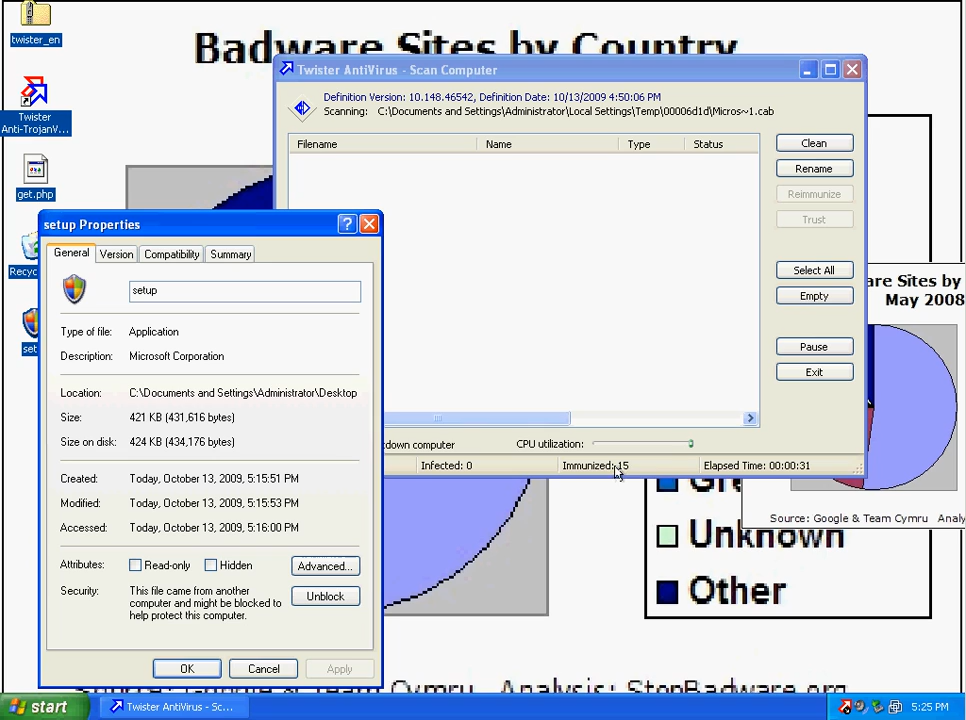 twister_en
Twister
Anti-TrojanV...
get.php
Recyc
set
Badware Sites by Country
Twister AntiVirus - Scan Computer
Definition Version: 10.148.46542, Definition Date: 10/13/2009 4:50:06 PM
Scanning: C:\Documents and Settings\Administrator\Local Settings\Temp\00006d1d\Micros~1.cab
Filename Name Type Status
Clean
Rename
Reimmunize
Trust
Select All
Empty
Pause
Exit
down computer CPU utilization:
Infected: 0 Immunized: 15 Elapsed Time: 00:00:31
setup Properties
General Version Compatibility Summary
setup
Type of file: Application
Description: Microsoft Corporation
Location: C:\Documents and Settings\Administrator\Desktop
Size: 421 KB (431,616 bytes)
Size on disk: 424 KB (434,176 bytes)
Created: Today, October 13, 2009, 5:15:51 PM
Modified: Today, October 13, 2009, 5:15:53 PM
Accessed: Today, October 13, 2009, 5:16:00 PM
Attributes: Read-only Hidden Advanced...
Security: This file came from another
computer and might be blocked to
help protect this computer.
Unblock
OK Cancel Apply
are Sites by
May 2008
Source: Google & Team Cymru Analy
Unknown
Other
Source: Google & Team Cymru Analysis: StopBadware.org
start Twister AntiVirus - Sc... 5:25 PM